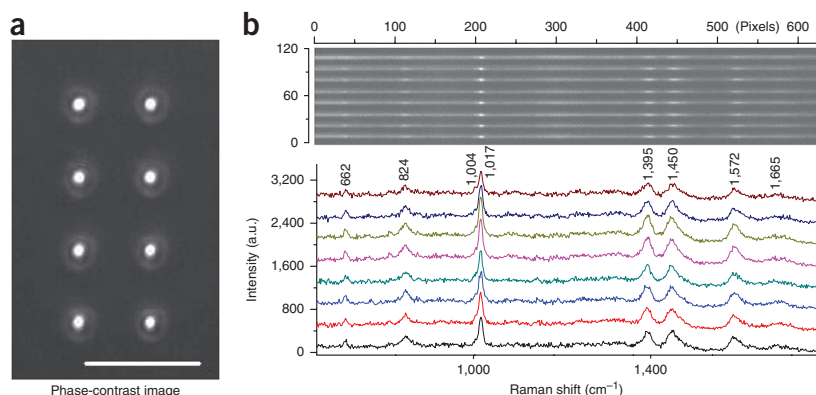 a
Phase-contrast image
b
0 100 200 300 400 500 (Pixels) 600
120
60
0
662 824 1,004 1,017 1,395 1,450 1,572 1,665
3,200
2,400
1,600
800
0
Intensity (a.u.)
1,000 1,400
Raman shift (cm⁻¹)